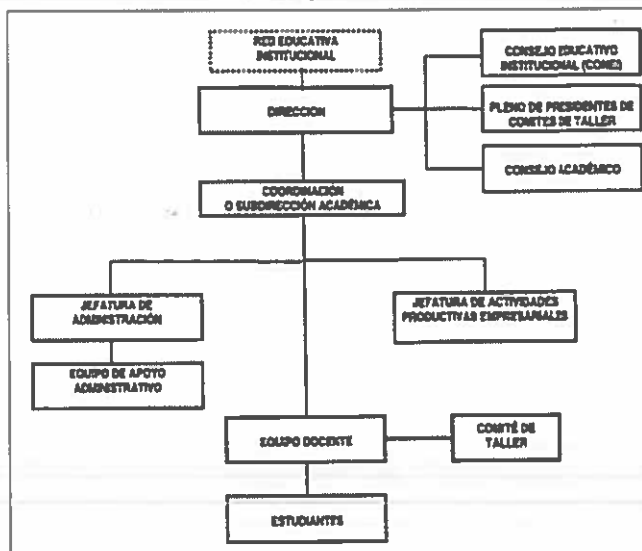 RED EDUCATIVA
INSTITUCIONAL
CONSEJO EDUCATIVO
INSTITUCIONAL (CONEI)
DIRECCION
PLENO DE PRESIDENTES DE
COMITES DE TALLER
CONSEJO ACADÉMICO
COORDINACION
O SUBDIRECCIÓN ACADÉMICA
JEFATURA DE
ADMINISTRACIÓN
JEFATURA DE ACTIVIDADES
PRODUCTIVAS EMPRESARIALES
EQUIPO DE APOYO
ADMINISTRATIVO
EQUIPO DOCENTE
COMITÉ DE
TALLER
ESTUDIANTES